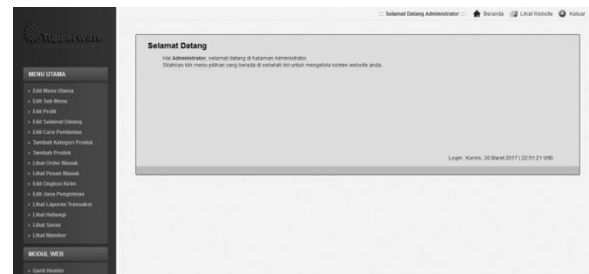 ::: Selamat Datang Administrator ::: Beranda Lihat Website Keluar
Tupperware
Selamat Datang
Hai Administrator, selamat datang di halaman Administrator
Silahkan klik menu pilihan yang berada di sebelah kiri untuk mengelola konten website anda
Login: Kamis, 30 Maret 2017 | 22:51:21 WIB
MENU UTAMA
» Edit Menu Utama
» Edit Sub Menu
» Edit Profil
» Edit Selamat Datang
» Edit Cara Pembelian
» Tambah Kategori Produk
» Tambah Produk
» Lihat Order Masuk
» Lihat Pesan Masuk
» Edit Ongkos Kirim
» Edit Jasa Pengiriman
» Lihat Laporan Transaksi
» Lihat Hubungi
» Lihat Saran
» Lihat Member
MODUL WEB
» Ganti Header